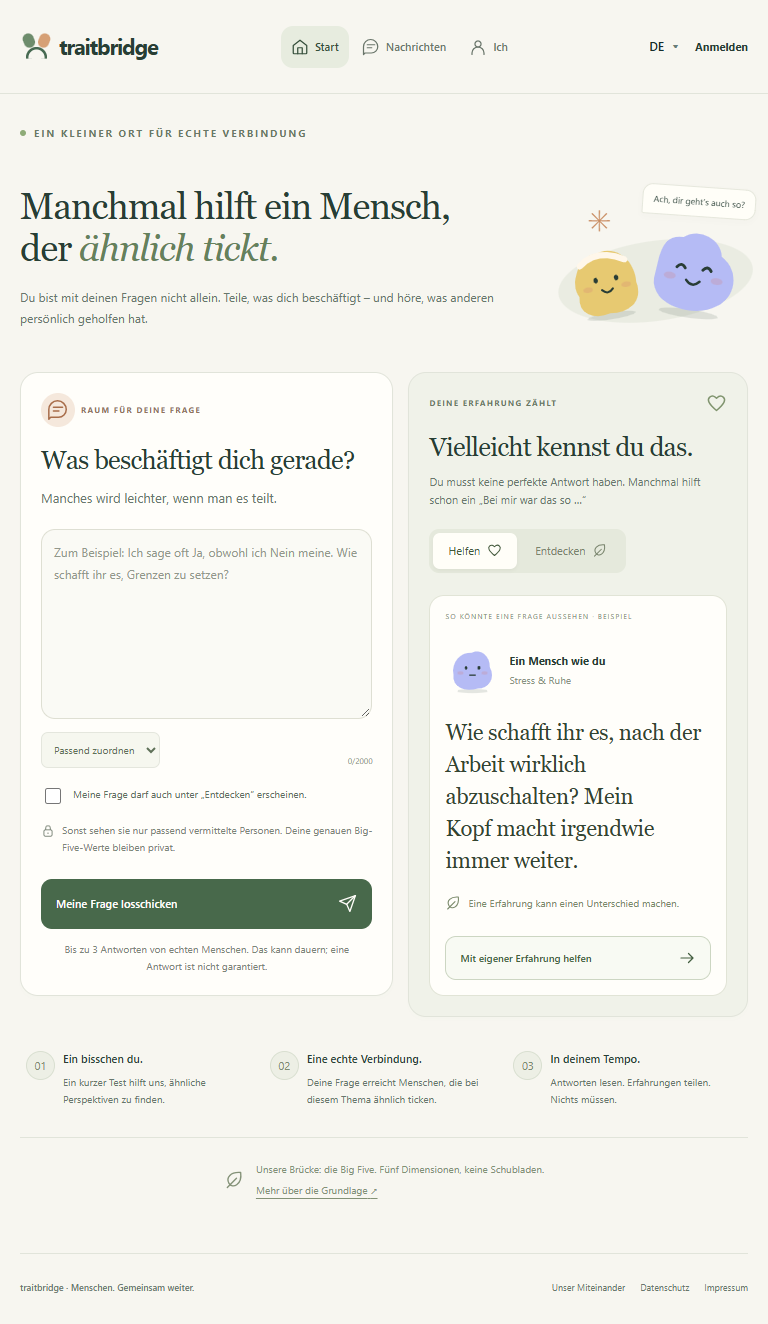 traitbridge
Start
Nachrichten
Ich
DE
Anmelden
EIN KLEINER ORT FÜR ECHTE VERBINDUNG
Manchmal hilft ein Mensch,
der ähnlich tickt.
Du bist mit deinen Fragen nicht allein. Teile, was dich beschäftigt – und höre, was anderen
persönlich geholfen hat.
Ach, dir geht's auch so?
RAUM FÜR DEINE FRAGE
Was beschäftigt dich gerade?
Manches wird leichter, wenn man es teilt.
Zum Beispiel: Ich sage oft Ja, obwohl ich Nein meine. Wie
schafft ihr es, Grenzen zu setzen?
Passend zuordnen
0/2000
Meine Frage darf auch unter „Entdecken“ erscheinen.
Sonst sehen sie nur passend vermittelte Personen. Deine genauen Big-
Five-Werte bleiben privat.
Meine Frage losschicken
Bis zu 3 Antworten von echten Menschen. Das kann dauern; eine
Antwort ist nicht garantiert.
DEINE ERFAHRUNG ZÄHLT
Vielleicht kennst du das.
Du musst keine perfekte Antwort haben. Manchmal hilft
schon ein „Bei mir war das so …“
Helfen
Entdecken
SO KÖNNTE EINE FRAGE AUSSEHEN · BEISPIEL
Ein Mensch wie du
Stress & Ruhe
Wie schafft ihr es, nach der
Arbeit wirklich
abzuschalten? Mein
Kopf macht irgendwie
immer weiter.
Eine Erfahrung kann einen Unterschied machen.
Mit eigener Erfahrung helfen
01
Ein bisschen du.
Ein kurzer Test hilft uns, ähnliche
Perspektiven zu finden.
02
Eine echte Verbindung.
Deine Frage erreicht Menschen, die bei
diesem Thema ähnlich ticken.
03
In deinem Tempo.
Antworten lesen. Erfahrungen teilen.
Nichts müssen.
Unsere Brücke: die Big Five. Fünf Dimensionen, keine Schubladen.
Mehr über die Grundlage ↗
traitbridge · Menschen. Gemeinsam weiter.
Unser Miteinander
Datenschutz
Impressum